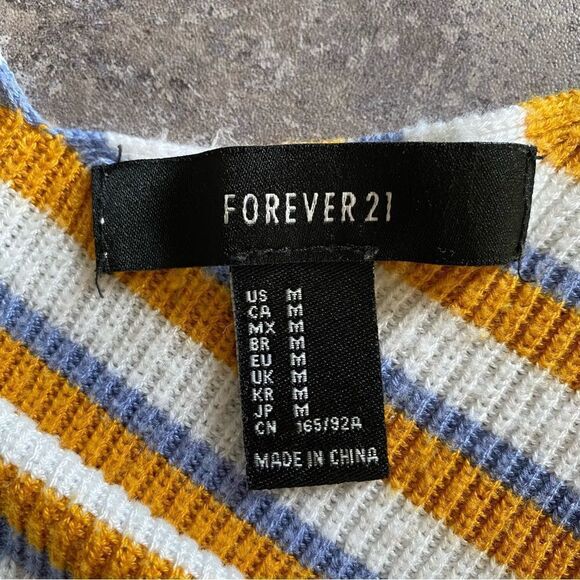 FOREVER 21
US M
CA M
MX M
BR M
EU M
UK M
KR M
JP M
CN 165/92A
MADE IN CHINA